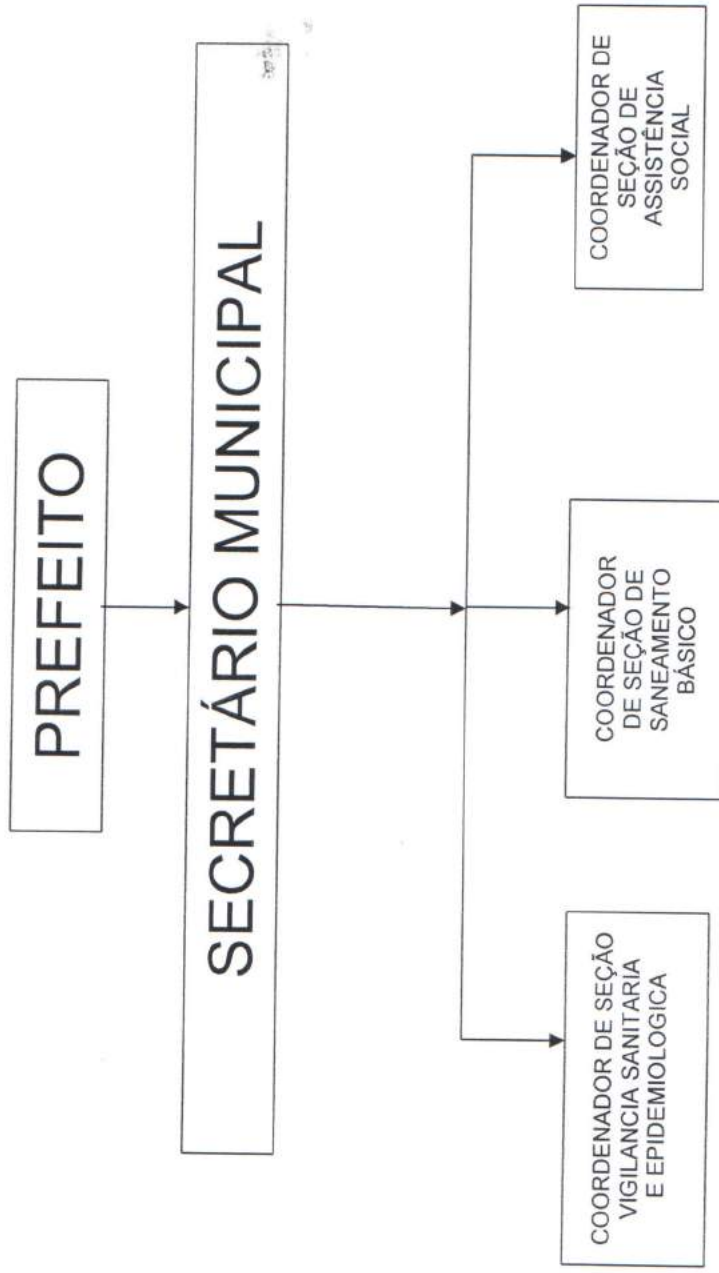 PREFEITO
SECRETÁRIO MUNICIPAL
COORDENADOR DE SEÇÃO
VIGILANCIA SANITARIA
E EPIDEMIOLOGICA
COORDENADOR
DE SEÇÃO DE
SANEAMENTO
BÁSICO
COORDENADOR DE
SEÇÃO DE
ASSISTÊNCIA
SOCIAL